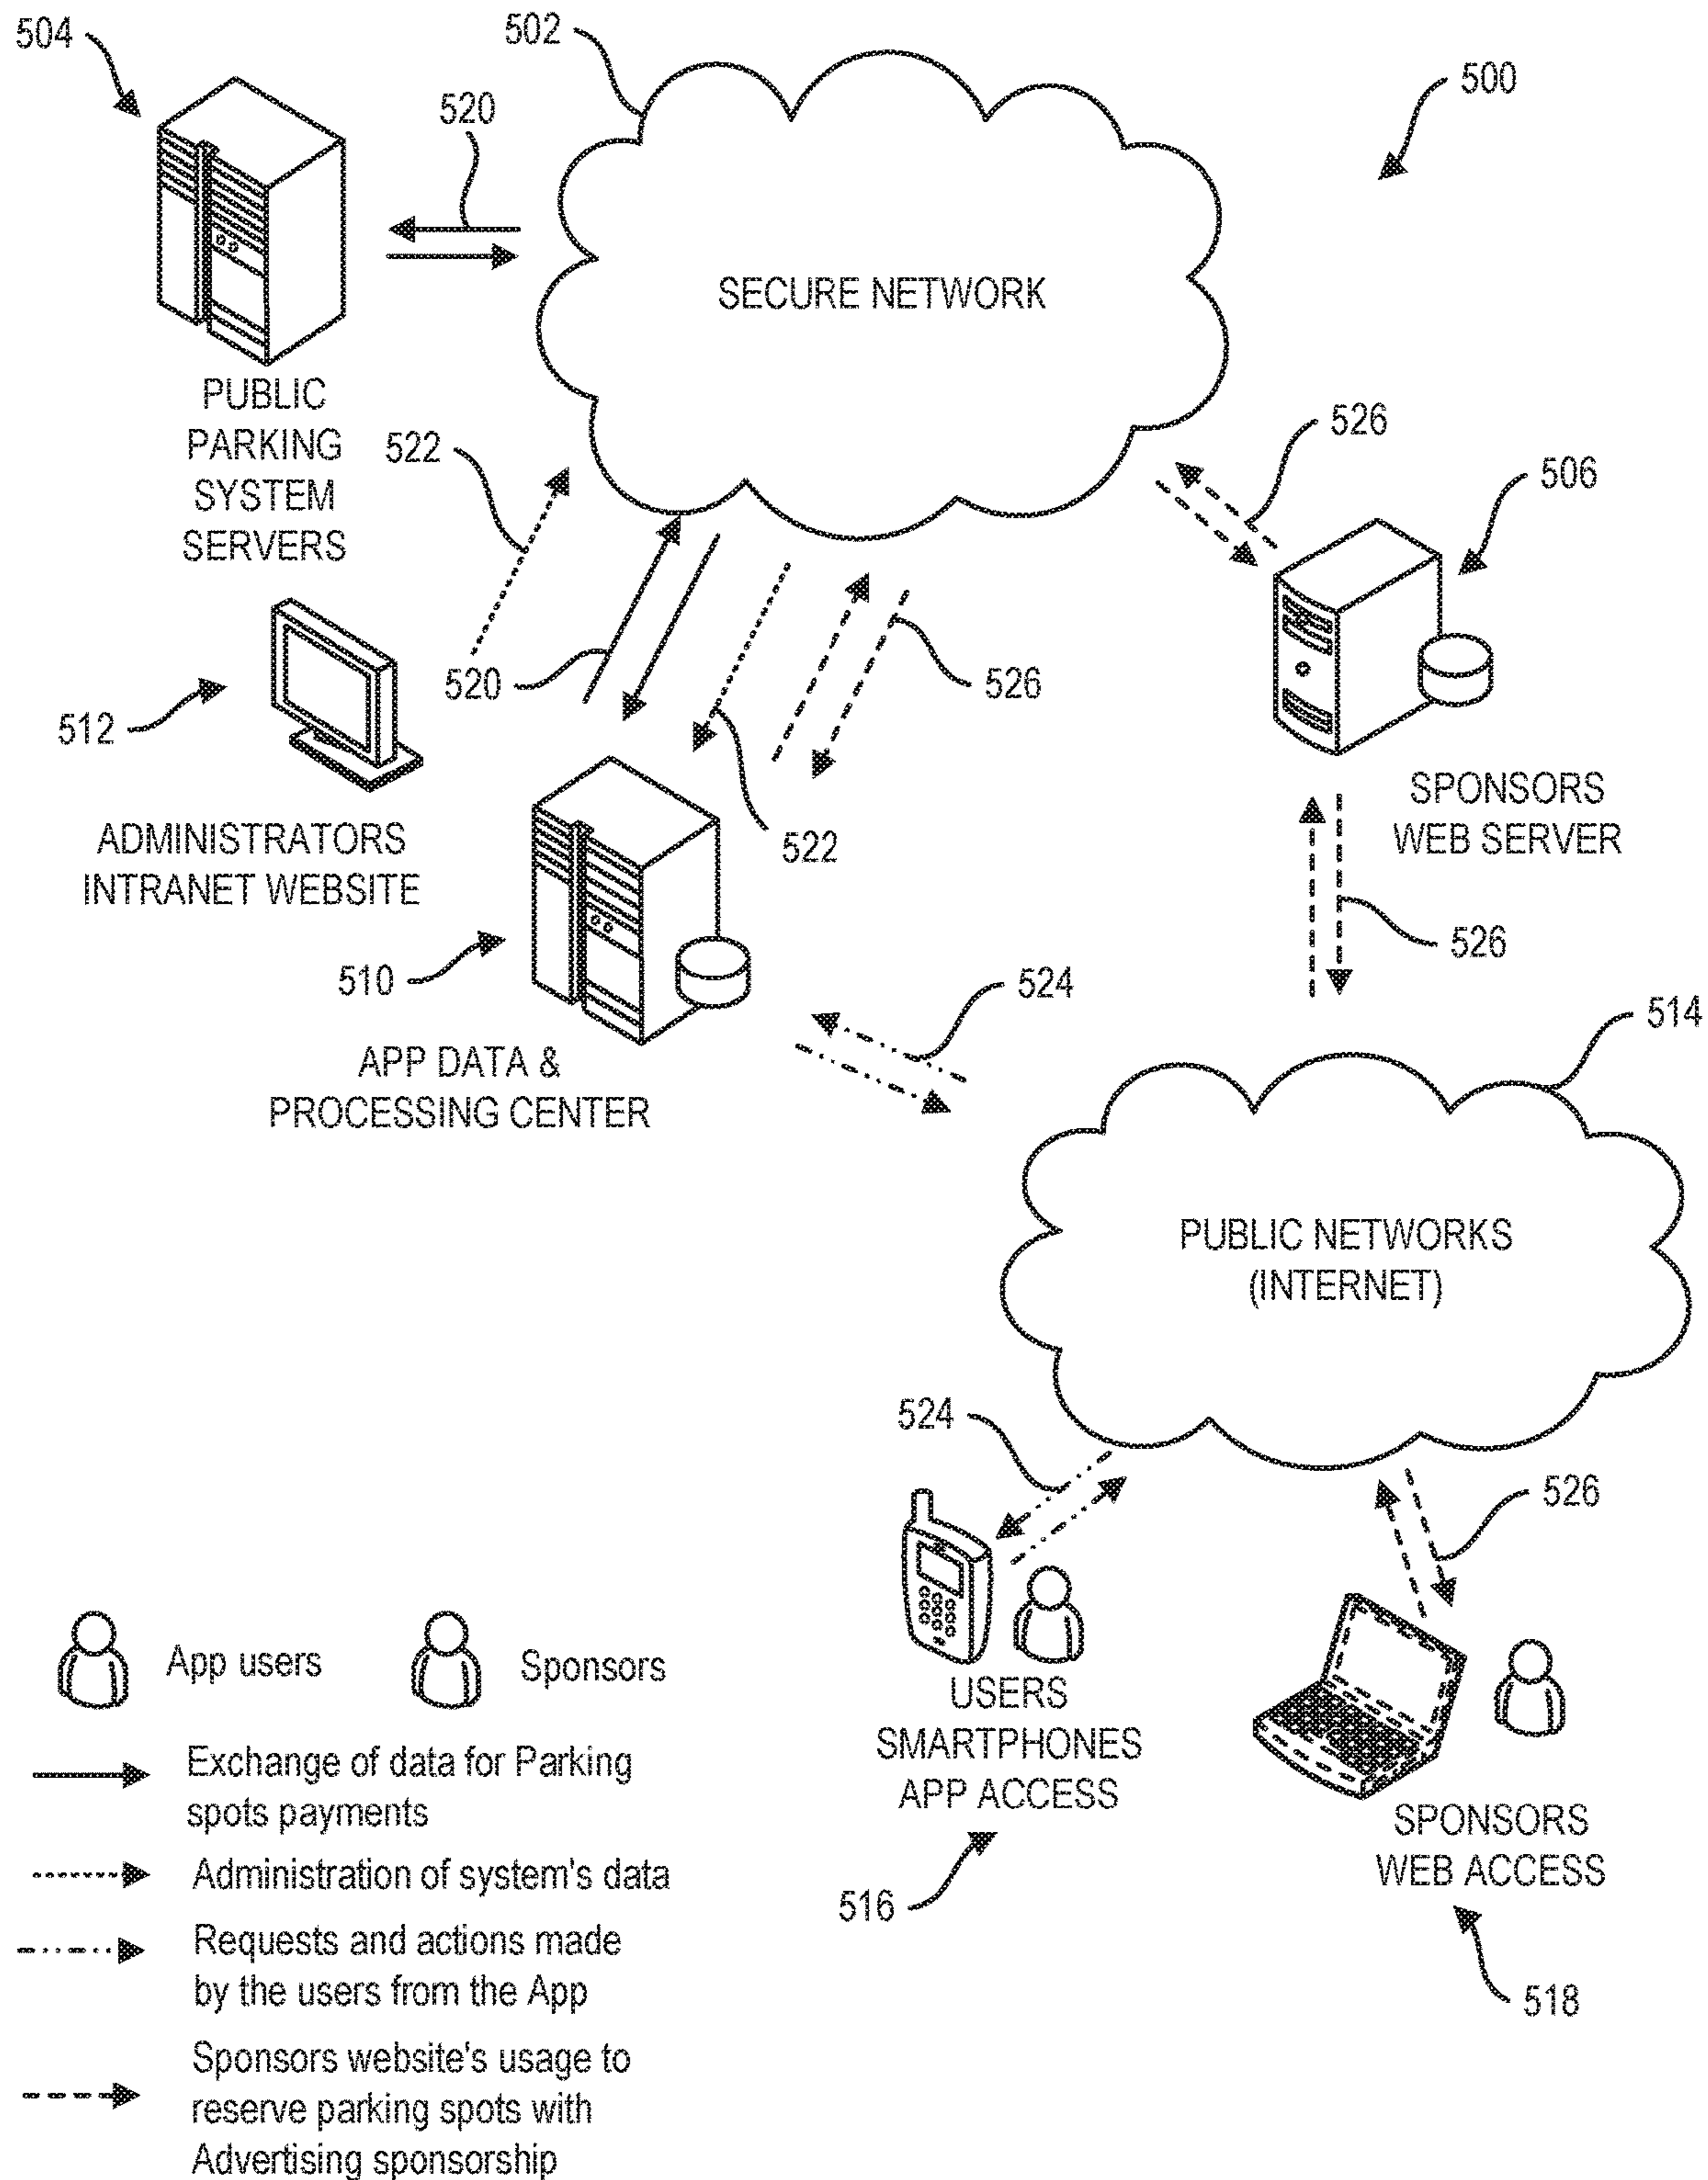 504
502
500
520
SECURE NETWORK
PUBLIC
PARKING
SYSTEM
SERVERS
522
526
506
520
526
512
522
SPONSORS
WEB SERVER
ADMINISTRATORS
INTRANET WEBSITE
526
510
524
514
APP DATA &
PROCESSING CENTER
PUBLIC NETWORKS
(INTERNET)
524
526
USERS
SMARTPHONES
APP ACCESS
516
SPONSORS
WEB ACCESS
518
App users
Sponsors
Exchange of data for Parking
spots payments
Administration of system's data
Requests and actions made
by the users from the App
Sponsors website's usage to
reserve parking spots with
Advertising sponsorship